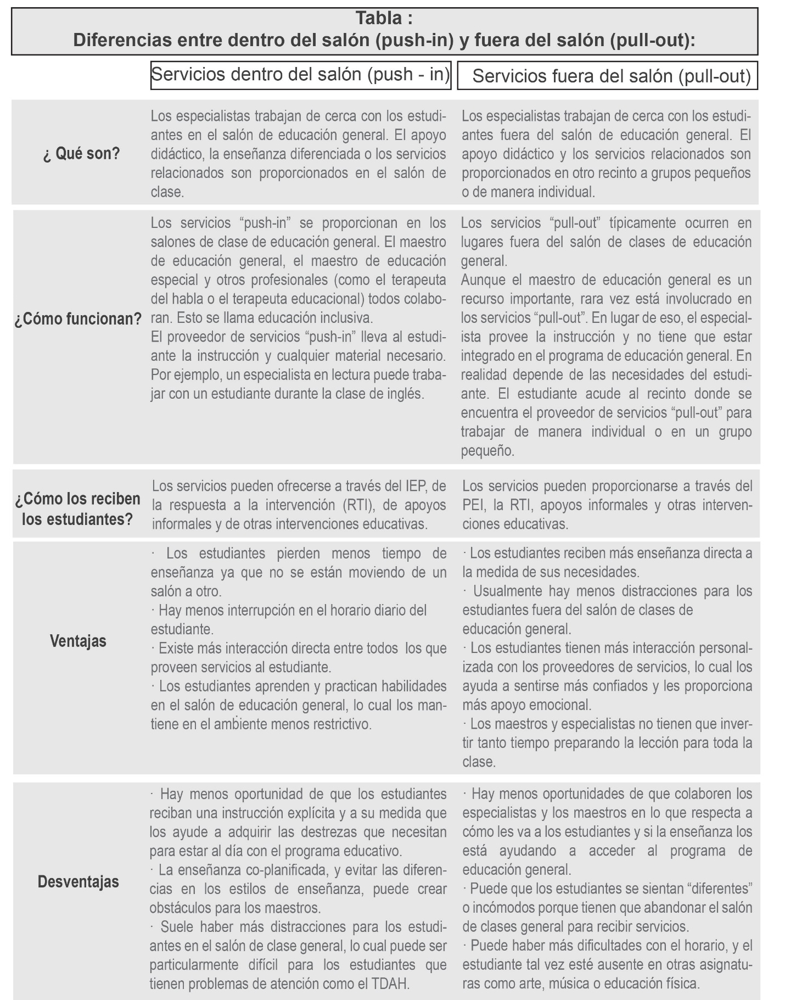 Tabla :
Diferencias entre dentro del salón (push-in) y fuera del salón (pull-out):
Servicios dentro del salón (push - in)
Servicios fuera del salón (pull-out)
¿ Qué son?
Los especialistas trabajan de cerca con los estudi-
antes en el salón de educación general. El apoyo
didáctico, la enseñanza diferenciada o los servicios
relacionados son proporcionados en el salón de
clase.
Los especialistas trabajan de cerca con los estudi-
antes fuera del salón de educación general. El
apoyo didáctico y los servicios relacionados son
proporcionados en otro recinto a grupos pequeños
o de manera individual.
¿Cómo funcionan?
Los servicios “push-in” se proporcionan en los
salones de clase de educación general. El maestro
de educación general, el maestro de educación
especial y otros profesionales (como el terapeuta
del habla o el terapeuta educacional) todos colabo-
ran. Esto se llama educación inclusiva.
El proveedor de servicios “push-in” lleva al estudi-
ante la instrucción y cualquier material necesario.
Por ejemplo, un especialista en lectura puede traba-
jar con un estudiante durante la clase de inglés.
Los servicios “pull-out” típicamente ocurren en
lugares fuera del salón de clases de educación
general.
Aunque el maestro de educación general es un
recurso importante, rara vez está involucrado en
los servicios “pull-out”. En lugar de eso, el especial-
ista provee la instrucción y no tiene que estar
integrado en el programa de educación general. En
realidad depende de las necesidades del estudi-
ante. El estudiante acude al recinto donde se
encuentra el proveedor de servicios “pull-out” para
trabajar de manera individual o en un grupo
pequeño.
¿Cómo los reciben
los estudiantes?
Los servicios pueden ofrecerse a través del IEP, de
la respuesta a la intervención (RTI), de apoyos
informales y de otras intervenciones educativas.
Los servicios pueden proporcionarse a través del
PEI, la RTI, apoyos informales y otras interven-
ciones educativas.
Ventajas
· Los estudiantes pierden menos tiempo de
enseñanza ya que no se están moviendo de un
salón a otro.
· Hay menos interrupción en el horario diario del
estudiante.
· Existe más interacción directa entre todos  los que
proveen servicios al estudiante.
· Los estudiantes aprenden y practican habilidades
en el salón de educación general, lo cual los man-
tiene en el ambiente menos restrictivo.
· Los estudiantes reciben más enseñanza directa a
la medida de sus necesidades.
· Usualmente hay menos distracciones para los
estudiantes fuera del salón de clases de
educación general.
· Los estudiantes tienen más interacción personal-
izada con los proveedores de servicios, lo cual los
ayuda a sentirse más confiados y les proporciona
más apoyo emocional.
· Los maestros y especialistas no tienen que inver-
tir tanto tiempo preparando la lección para toda la
clase.
Desventajas
· Hay menos oportunidad de que los estudiantes
reciban una instrucción explícita y a su medida que
los ayude a adquirir las destrezas que necesitan
para estar al día con el programa educativo.
· La enseñanza co-planificada, y evitar las diferen-
cias en los estilos de enseñanza, puede crear
obstáculos para los maestros.
· Suele haber más distracciones para los estudi-
antes en el salón de clase general, lo cual puede ser
particularmente difícil para los estudiantes que
tienen problemas de atención como el TDAH.
· Hay menos oportunidades de que colaboren los
especialistas y los maestros en lo que respecta a
cómo les va a los estudiantes y si la enseñanza los
está ayudando a acceder al programa de
educación general.
· Puede que los estudiantes se sientan “diferentes”
o incómodos porque tienen que abandonar el salón
de clases general para recibir servicios.
· Puede haber más dificultades con el horario, y el
estudiante tal vez esté ausente en otras asignatu-
ras como arte, música o educación física.